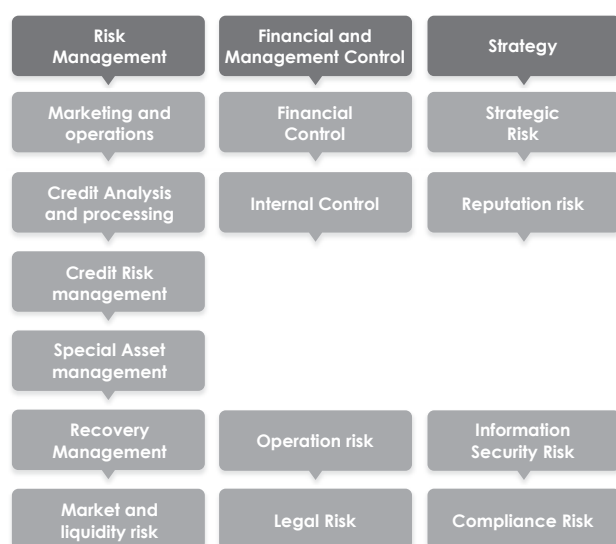 Risk
Management
Financial and
Management Control
Strategy
Marketing and
operations
Financial
Control
Strategic
Risk
Credit Analysis
and processing
Internal Control
Reputation risk
Credit Risk
management
Special Asset
management
Recovery
Management
Operation risk
Information
Security Risk
Market and
liquidity risk
Legal Risk
Compliance Risk